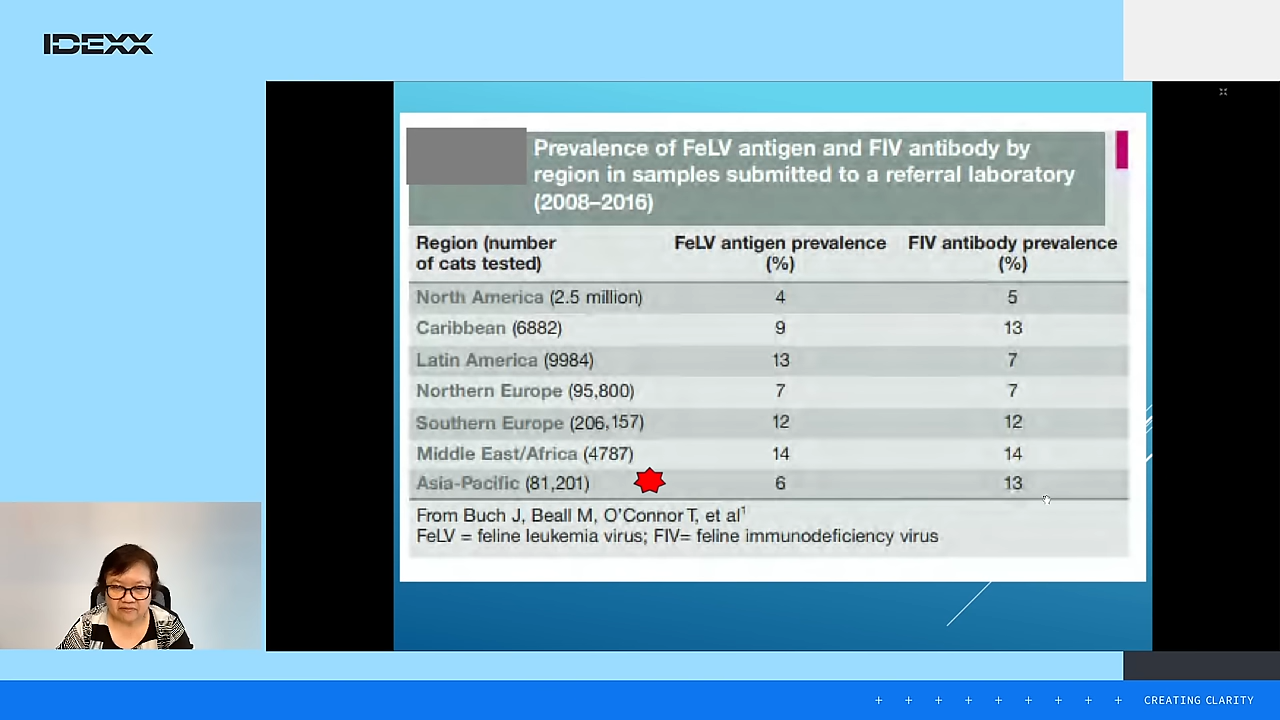 IDEXX
Prevalence of FeLV antigen and FIV antibody by
region in samples submitted to a referral laboratory
(2008–2016)
Region (number of cats tested) FeLV antigen prevalence (%) FIV antibody prevalence (%)
North America (2.5 million) 4 5
Caribbean (6882) 9 13
Latin America (9984) 13 7
Northern Europe (95,800) 7 7
Southern Europe (206,157) 12 12
Middle East/Africa (4787) 14 14
Asia-Pacific (81,201) 6 13
From Buch J, Beall M, O'Connor T, et al¹
FeLV = feline leukemia virus; FIV= feline immunodeficiency virus
CREATING CLARITY